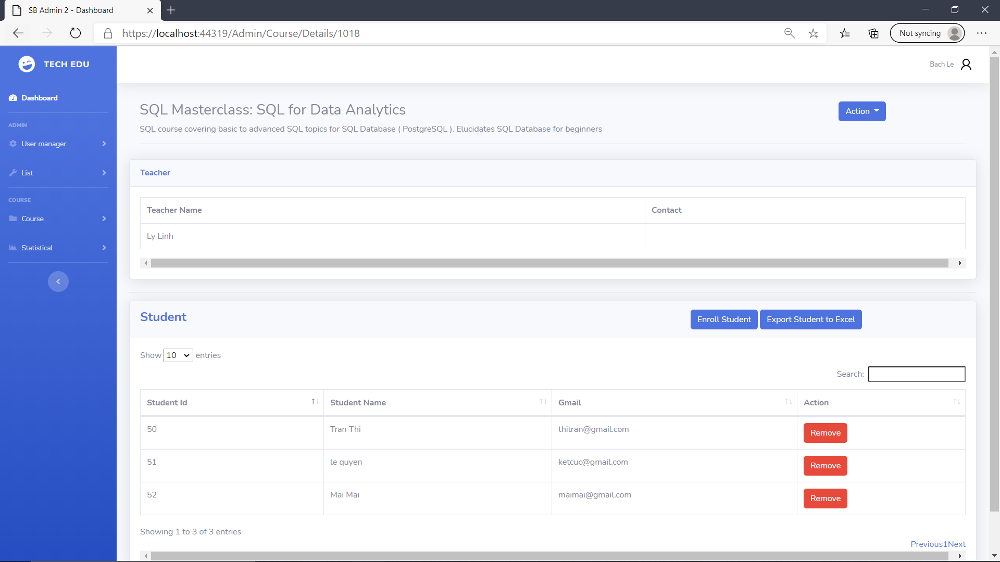 SB Admin 2 - Dashboard
https://localhost:44319/Admin/Course/Details/1018
Not syncing
TECH EDU
Bach Le
Dashboard
ADMIN
User manager
List
COURSE
Course
Statistical
SQL Masterclass: SQL for Data Analytics
Action
SQL course covering basic to advanced SQL topics for SQL Database ( PostgreSQL ). Elucidates SQL Database for beginners
Teacher
Teacher Name Contact
Ly Linh
Student
Enroll Student Export Student to Excel
Show 10 entries
Search:
Student Id Student Name Gmail Action
50 Tran Thi thitran@gmail.com Remove
51 le quyen ketcuc@gmail.com Remove
52 Mai Mai maimai@gmail.com Remove
Showing 1 to 3 of 3 entries
Previous1Next